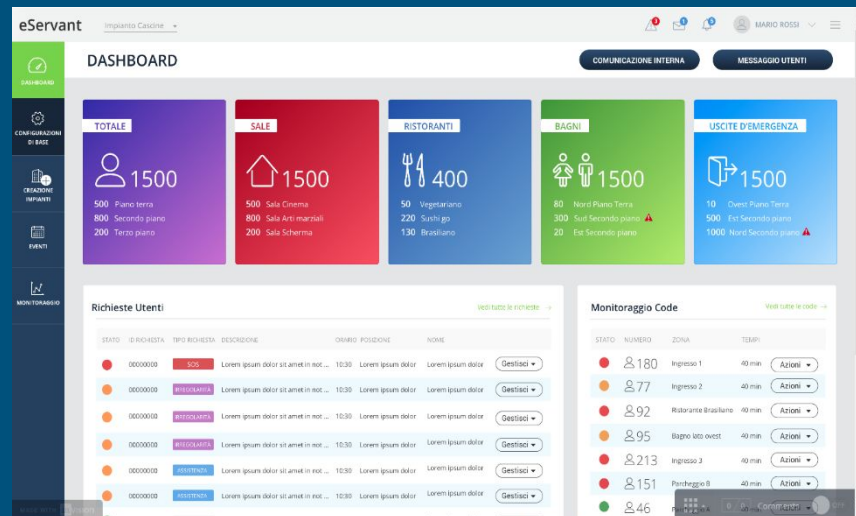 eServant Impianto Cascine 3 1 5 MARIO ROSSI
DASHBOARD COMUNICAZIONE INTERNA MESSAGGIO UTENTI
DASHBOARD
CONFIGURAZIONI
DI BASE
CREAZIONE
IMPIANTI
EVENTI
MONITORAGGIO
TOTALE
1500
500 Piano terra
800 Secondo piano
200 Terzo piano
SALE
1500
500 Sala Cinema
800 Sala Arti marziali
200 Sala Scherma
RISTORANTI
400
50 Vegetariano
220 Sushi go
130 Brasiliano
BAGNI
1500
80 Nord Piano Terra
300 Sud Secondo piano
20 Est Secondo piano
USCITE D'EMERGENZA
1500
10 Ovest Piano Terra
500 Est Secondo piano
1000 Nord Secondo piano
Richieste Utenti Vedi tutte le richieste →
STATO ID RICHIESTA TIPO RICHIESTA DESCRIZIONE ORARIO POSIZIONE NOME
00000000 SOS Lorem ipsum dolor sit amet in not ... 10:30 Lorem ipsum dolor Lorem ipsum dolor Gestisci
00000000 IRREGOLARITÀ Lorem ipsum dolor sit amet in not ... 10:30 Lorem ipsum dolor Lorem ipsum dolor Gestisci
00000000 IRREGOLARITÀ Lorem ipsum dolor sit amet in not ... 10:30 Lorem ipsum dolor Lorem ipsum dolor Gestisci
00000000 IRREGOLARITÀ Lorem ipsum dolor sit amet in not ... 10:30 Lorem ipsum dolor Lorem ipsum dolor Gestisci
00000000 ASSISTENZA Lorem ipsum dolor sit amet in not ... 10:30 Lorem ipsum dolor Lorem ipsum dolor Gestisci
00000000 ASSISTENZA Lorem ipsum dolor sit amet in not ... 10:30 Lorem ipsum dolor Lorem ipsum dolor Gestisci
Monitoraggio Code Vedi tutte le code →
STATO NUMERO ZONA TEMPI
180 Ingresso 1 40 min Azioni
77 Ingresso 2 40 min Azioni
92 Ristorante Brasiliano 40 min Azioni
95 Bagno lato ovest 40 min Azioni
213 Ingresso 3 40 min Azioni
151 Parcheggio B 40 min Azioni
46
0 Comments